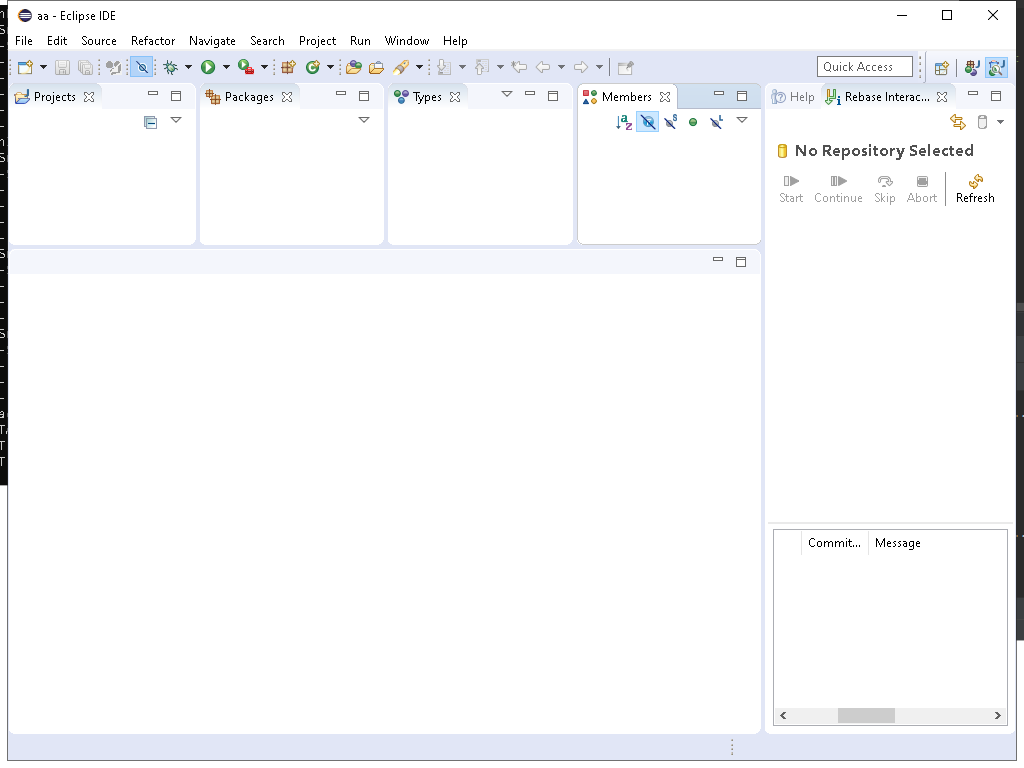 aa - Eclipse IDE
File Edit Source Refactor Navigate Search Project Run Window Help
Quick Access
Projects Packages Types Members Help Rebase Interac...
No Repository Selected
Start Continue Skip Abort Refresh
Commit... Message